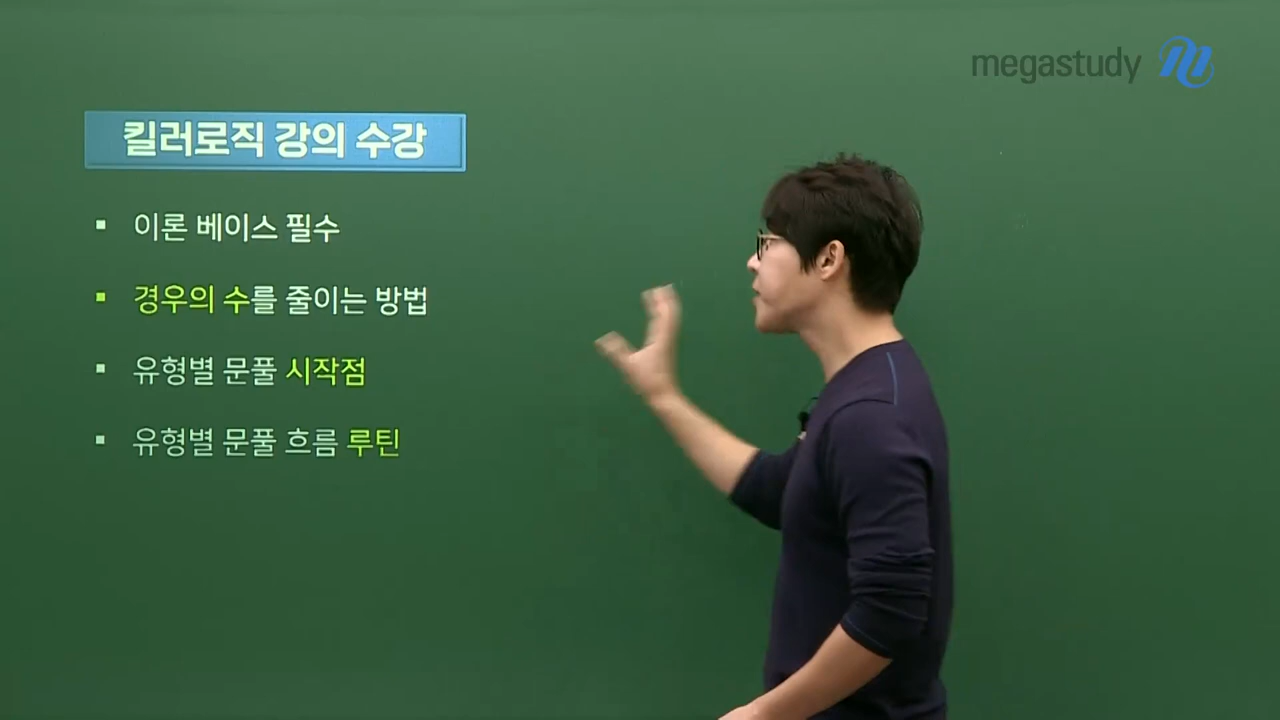 megastudy
킬러로직 강의 수강
▪ 이론 베이스 필수
▪ 경우의 수를 줄이는 방법
▪ 유형별 문풀 시작점
▪ 유형별 문풀 흐름 루틴